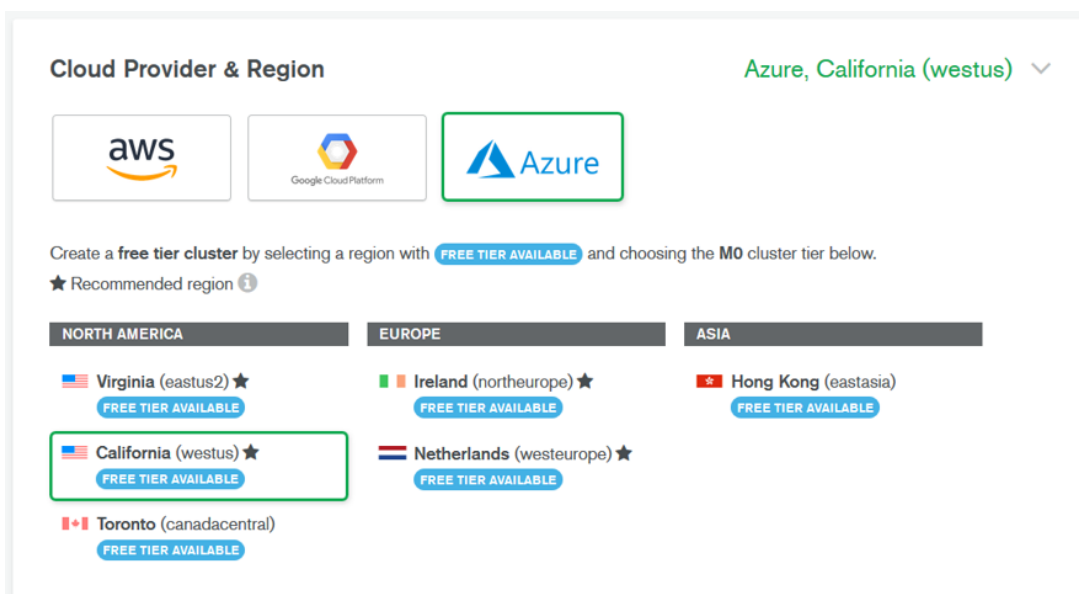 Cloud Provider & Region
Azure, California (westus)
aws
Google Cloud Platform
Azure
Create a free tier cluster by selecting a region with FREE TIER AVAILABLE and choosing the M0 cluster tier below.
Recommended region
NORTH AMERICA
Virginia (eastus2)
FREE TIER AVAILABLE
California (westus)
FREE TIER AVAILABLE
Toronto (canadacentral)
FREE TIER AVAILABLE
EUROPE
Ireland (northeurope)
FREE TIER AVAILABLE
Netherlands (westeurope)
FREE TIER AVAILABLE
ASIA
Hong Kong (eastasia)
FREE TIER AVAILABLE